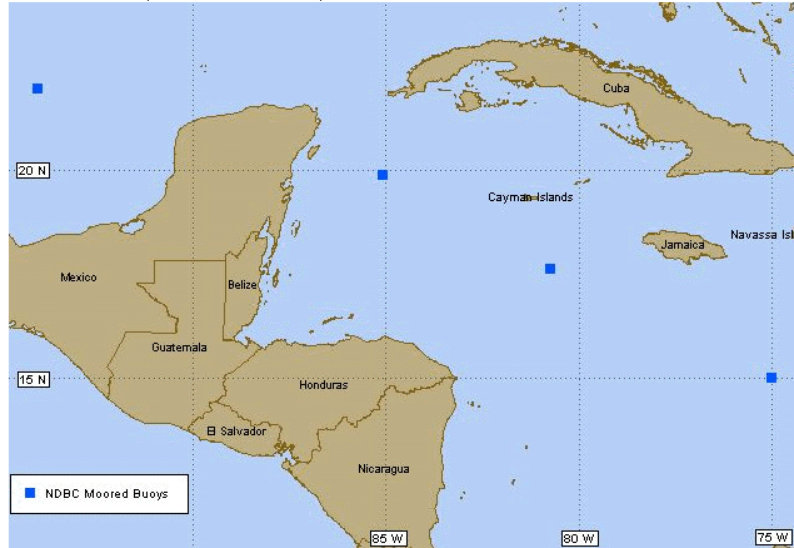 Cuba
20 N
Cayman Islands
Jamaica
Navassa Isl
Mexico
Belize
Guatemala
15 N
Honduras
El Salvador
Nicaragua
NDBC Moored Buoys
85 W
80 W
75 W